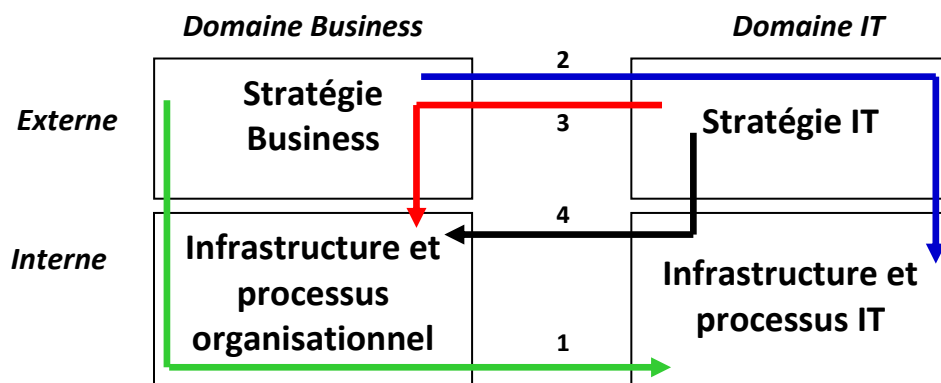 Domaine Business
Domaine IT
2
Externe
Stratégie
Business
3
Stratégie IT
4
Interne
Infrastructure et
processus
organisationnel
Infrastructure et
processus IT
1